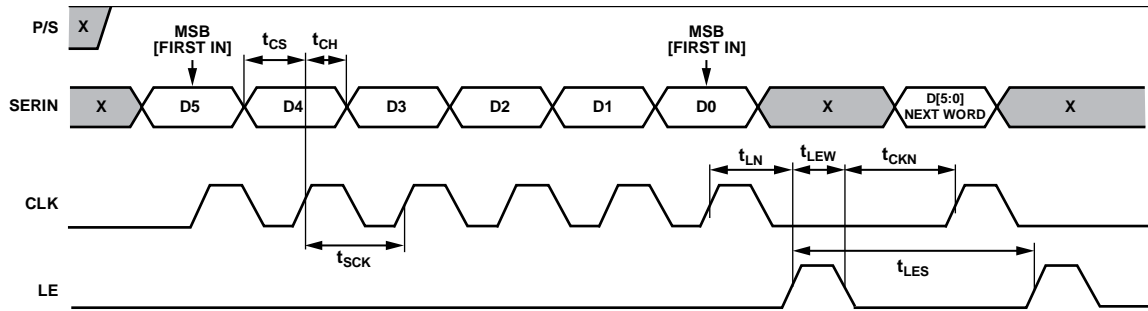 P/S
X
MSB
[FIRST IN]
tCS
tCH
MSB
[FIRST IN]
SERIN
X
D5
D4
D3
D2
D1
D0
X
D[5:0]
NEXT WORD
X
tLN
tLEW
tCKN
CLK
tSCK
tLES
LE